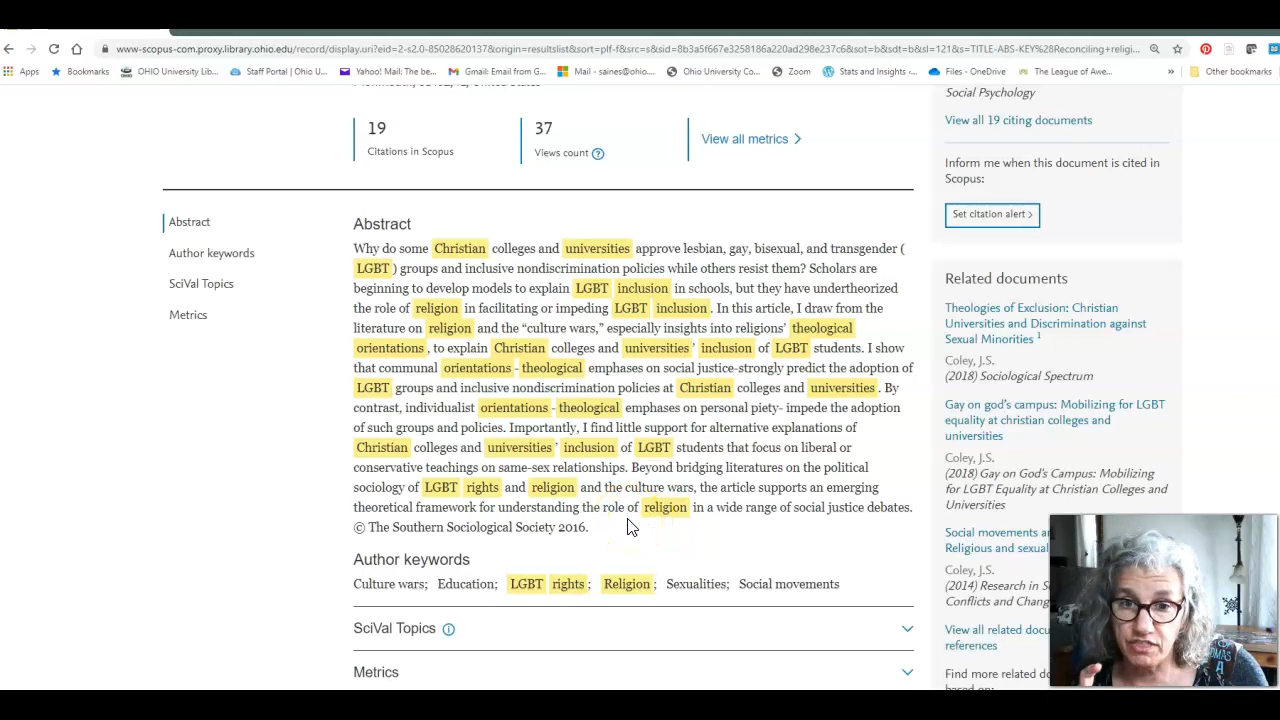 www-scopus-com.proxy.library.ohio.edu/record/display.uri?eid=2-s2.0-85028620137&origin=resultslist&sort=plf-f&src=s&sid=8b3a5f667e3258186a220ad298e237c6&sot=b&sdt=b&sl=121&s=TITLE-ABS-KEY%28Reconciling+religi...
Apps Bookmarks OHIO University Lib... Staff Portal | Ohio U... Yahoo! Mail: The be... Gmail: Email from G... Mail - saines@ohio.... Ohio University Co... Zoom Stats and Insights -... Files - OneDrive The League of Awe... » Other bookmarks
Social Psychology
View all 19 citing documents
19
Citations in Scopus
37
Views count
View all metrics >
Inform me when this document is cited in
Scopus:
Set citation alert >
Abstract
Author keywords
SciVal Topics
Metrics
Abstract
Why do some Christian colleges and universities approve lesbian, gay, bisexual, and transgender (
LGBT ) groups and inclusive nondiscrimination policies while others resist them? Scholars are
beginning to develop models to explain LGBT inclusion in schools, but they have undertheorized
the role of religion in facilitating or impeding LGBT inclusion. In this article, I draw from the
literature on religion and the “culture wars,” especially insights into religions’ theological
orientations , to explain Christian colleges and universities’ inclusion of LGBT students. I show
that communal orientations - theological emphases on social justice-strongly predict the adoption of
LGBT groups and inclusive nondiscrimination policies at Christian colleges and universities. By
contrast, individualist orientations - theological emphases on personal piety- impede the adoption
of such groups and policies. Importantly, I find little support for alternative explanations of
Christian colleges and universities’ inclusion of LGBT students that focus on liberal or
conservative teachings on same-sex relationships. Beyond bridging literatures on the political
sociology of LGBT rights and religion and the culture wars, the article supports an emerging
theoretical framework for understanding the role of religion in a wide range of social justice debates.
© The Southern Sociological Society 2016.
Author keywords
Culture wars; Education; LGBT rights; Religion; Sexualities; Social movements
SciVal Topics
Metrics
Related documents
Theologies of Exclusion: Christian
Universities and Discrimination against
Sexual Minorities 1
Coley, J.S.
(2018) Sociological Spectrum
Gay on god's campus: Mobilizing for LGBT
equality at christian colleges and
universities
Coley, J.S.
(2018) Gay on God's Campus: Mobilizing
for LGBT Equality at Christian Colleges and
Universities
Social movements a
Religious and sexual
Coley, J.S.
(2014) Research in S
Conflicts and Chang
View all related docu
references
Find more related d